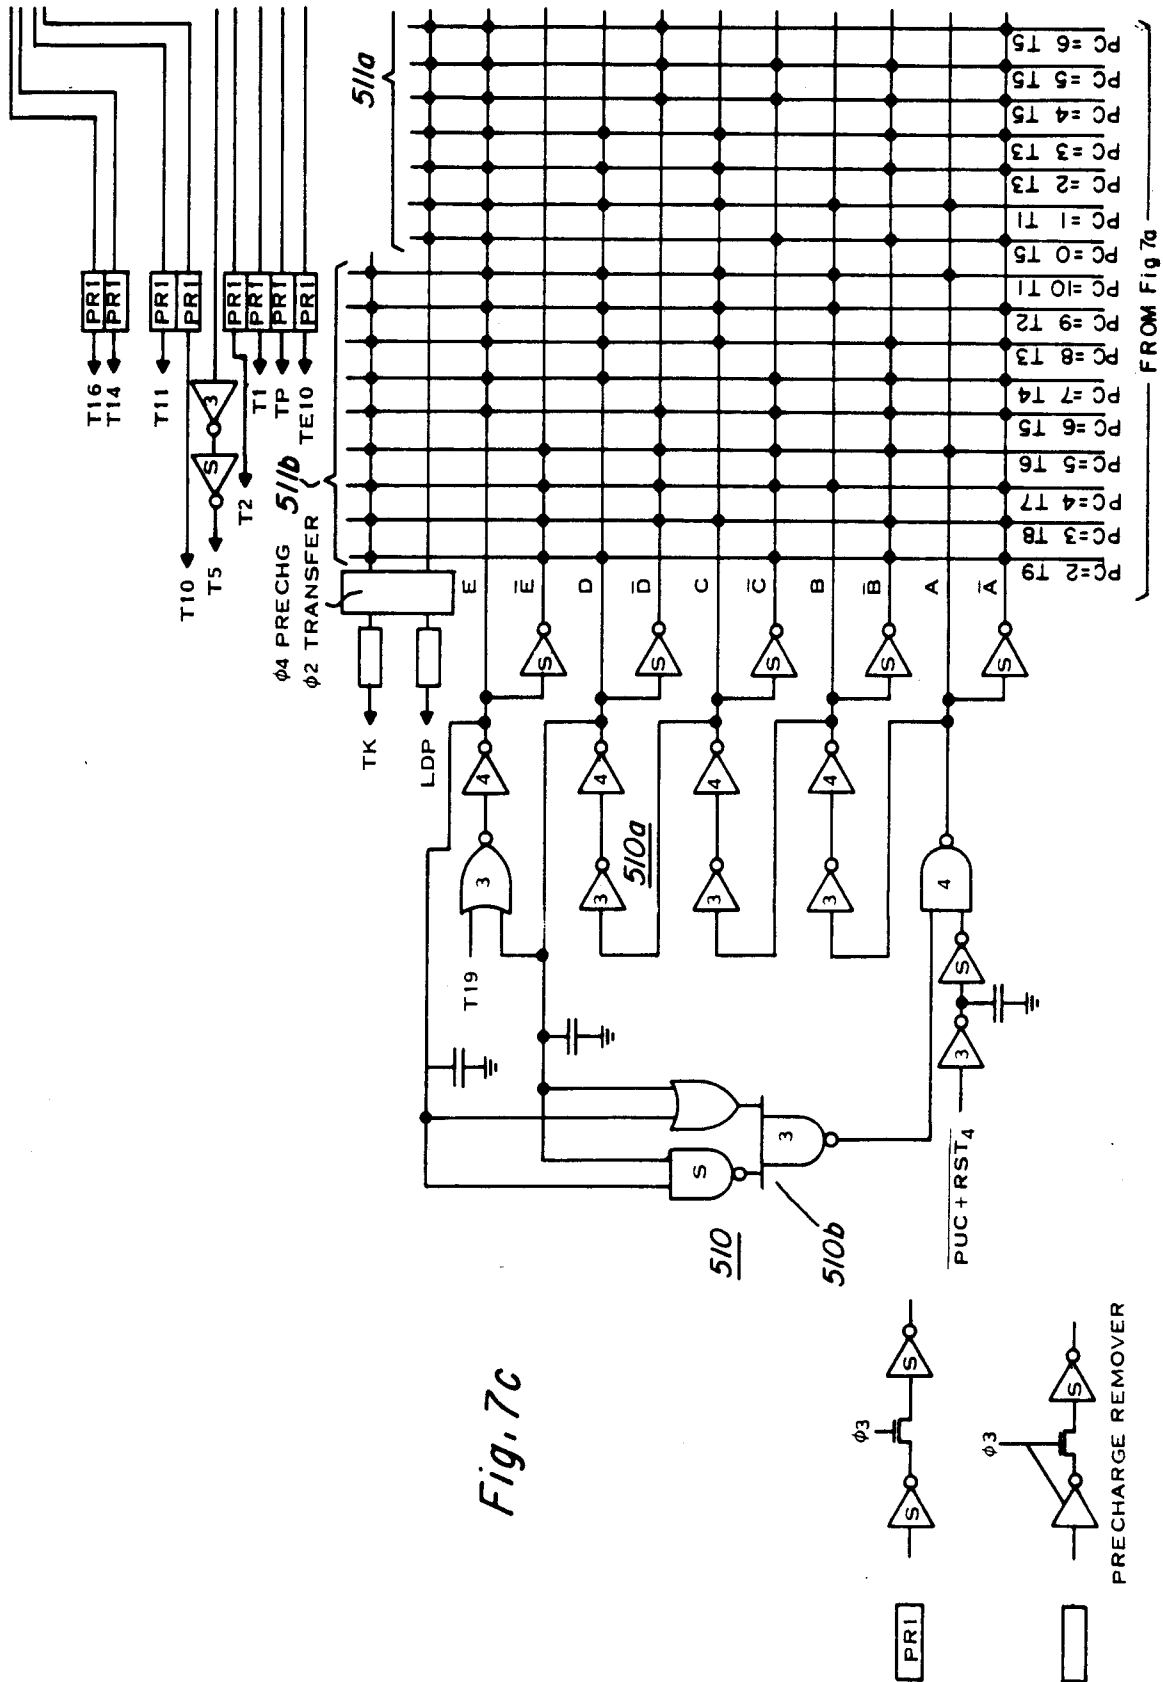 T16
T14
PR1
PR1
T11
PR1
PR1
T10
3
S
T5
T2
PR1
PR1
PR1
PR1
T1
TP
TE10
511a
511b
ϕ4 PRECHG
ϕ2 TRANSFER
TK
LDP
E
E̅
D
D̅
C
C̅
B
B̅
A
A̅
S
S
S
S
S
4
4
4
4
3
3
3
3
510a
T19
4
S
3
PUC + RST4
S
3
510
510b
PC=2 T9
PC=3 T8
PC=4 T7
PC=5 T6
PC=6 T5
PC=7 T4
PC=8 T3
PC=9 T2
PC=10 T1
PC=0 T5
PC=1 T1
PC=2 T3
PC=3 T3
PC=4 T5
PC=5 T5
PC=6 T5
FROM Fig 7a
Fig. 7c
PR1
S
ϕ3
S
ϕ3
S
PRECHARGE REMOVER